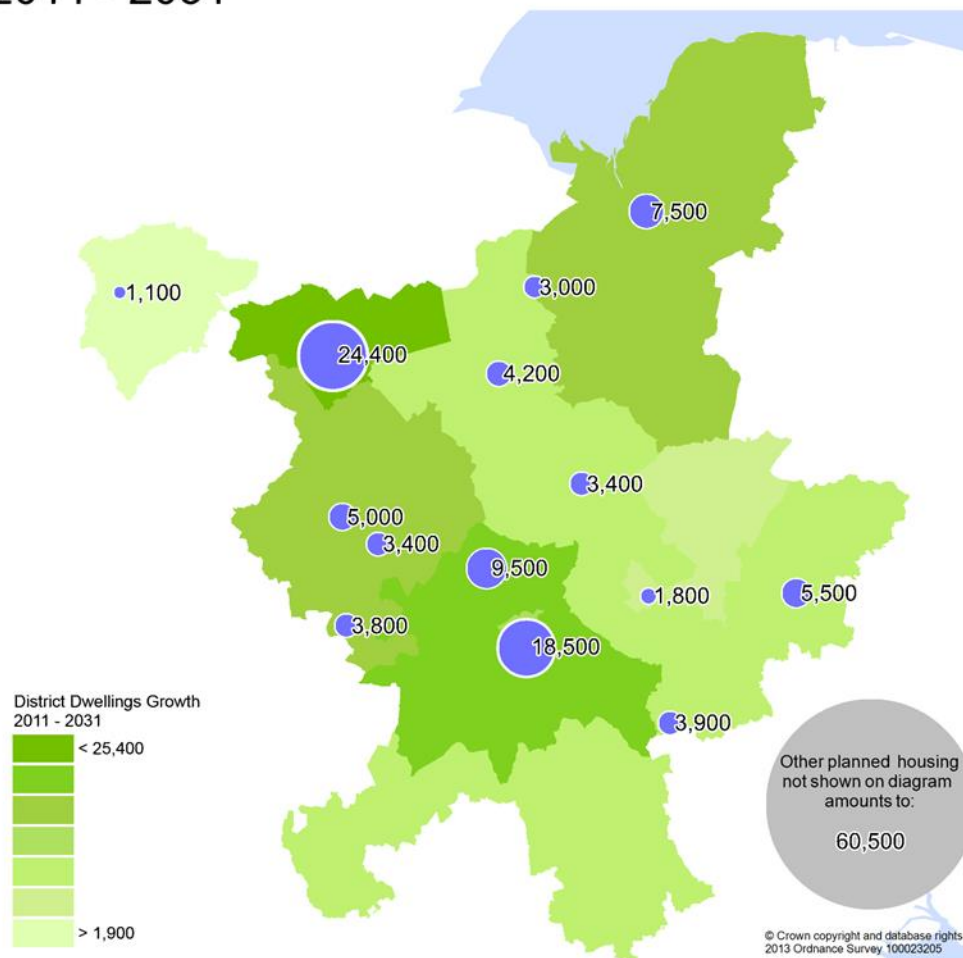 7,500
1,100
3,000
24,400
4,200
3,400
5,000
3,400
9,500
1,800
5,500
3,800
18,500
3,900
District Dwellings Growth
2011 - 2031
< 25,400
> 1,900
Other planned housing
not shown on diagram
amounts to:
60,500
© Crown copyright and database rights
2013 Ordnance Survey 100023205